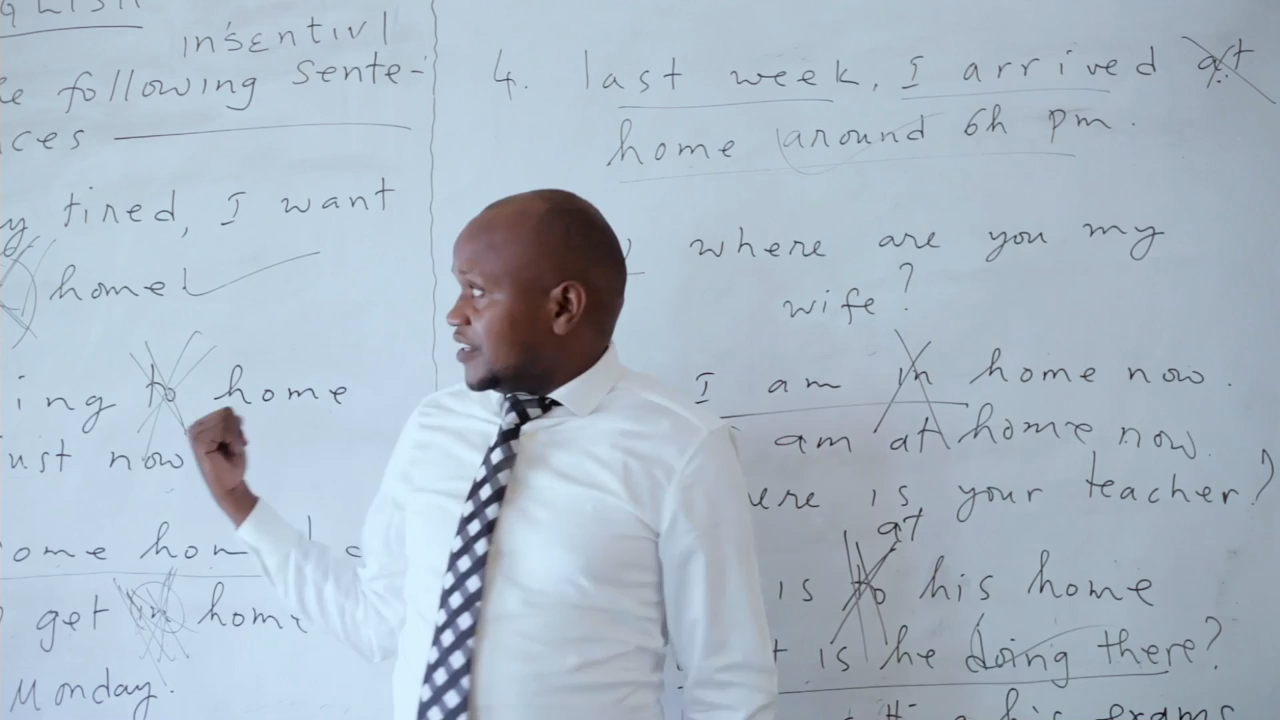 GLISH
insentivl
following sente-
ces
tired, I want
home
ing to home
ust now
ome hom
get in home
Monday.
4. last week, I arrived at
home around 6h pm.
where are you my
wife?
I am in home now.
am at home now.
ere is your teacher?
at
is to his home
is he doing there?
his exams